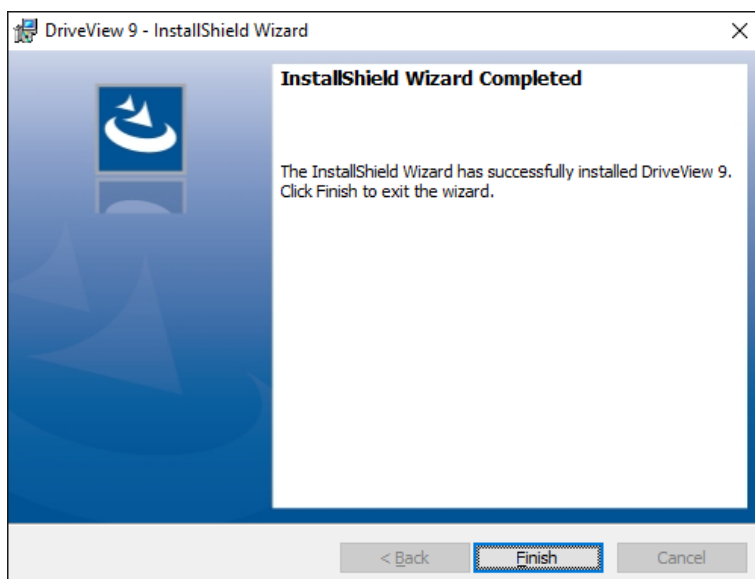 DriveView 9 - InstallShield Wizard
InstallShield Wizard Completed
The InstallShield Wizard has successfully installed DriveView 9.
Click Finish to exit the wizard.
< Back
Finish
Cancel